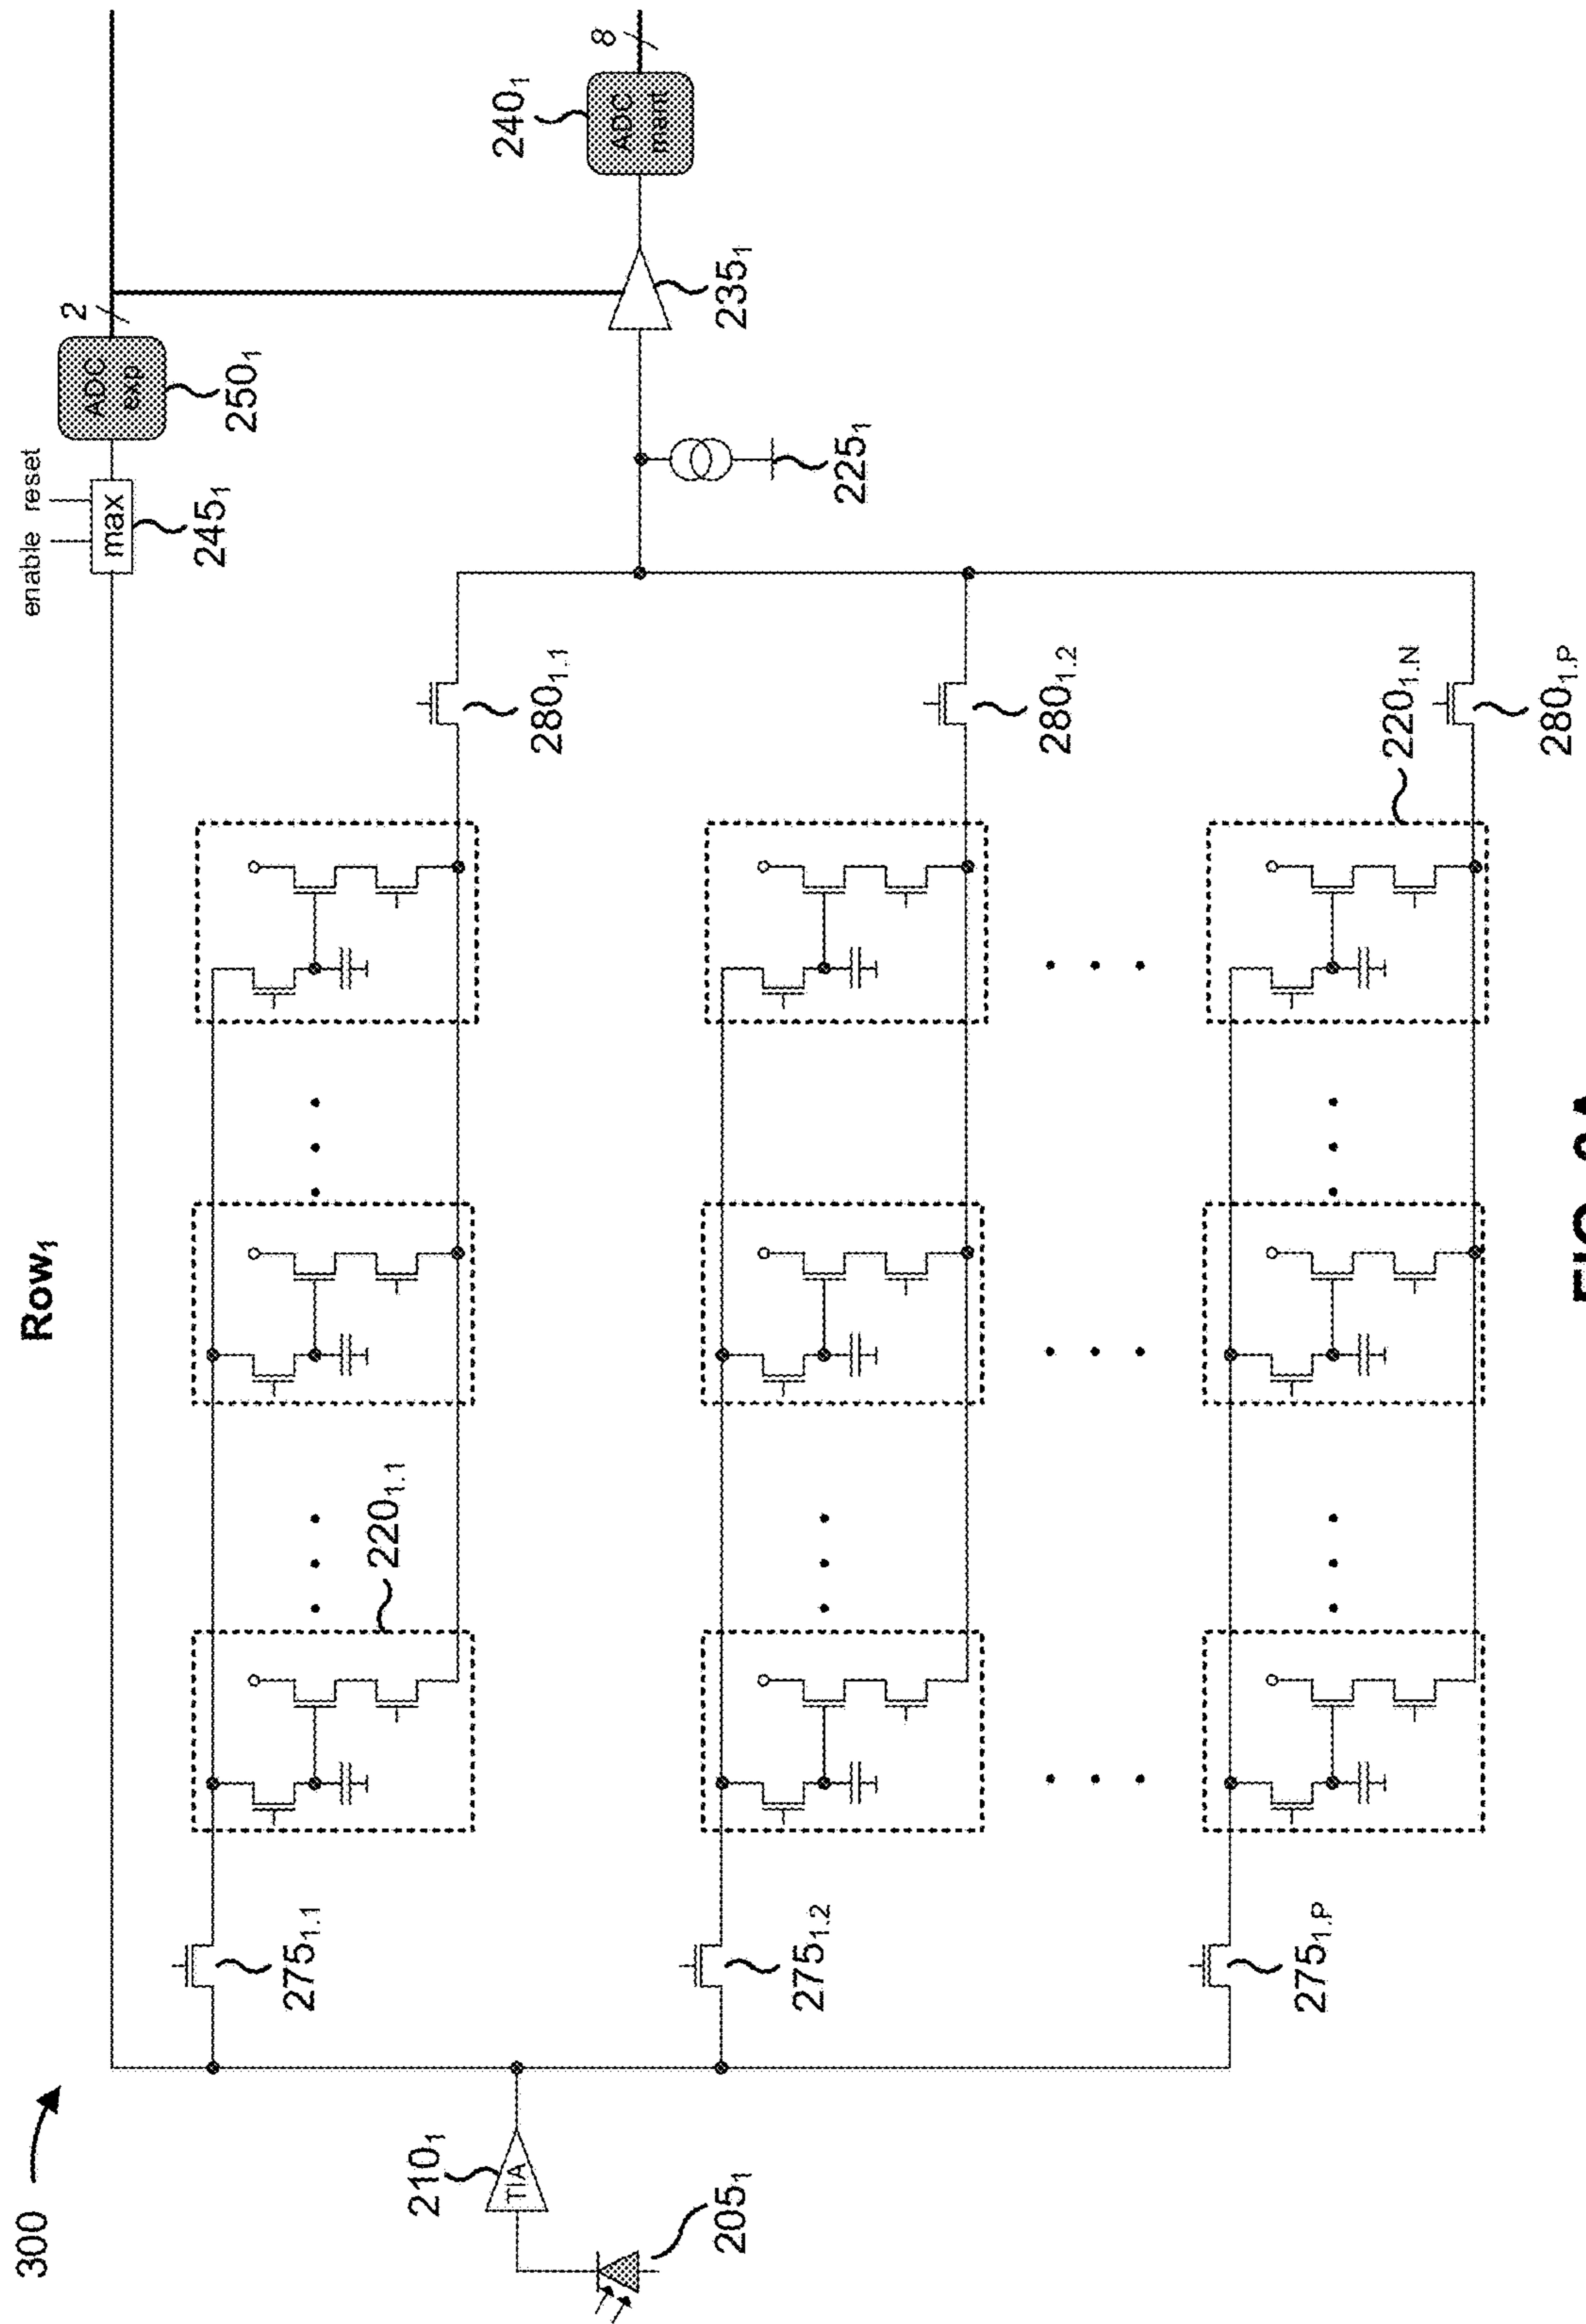 300
Row₁
enable reset
max
245₁
ADC
exp
250₁
2
275₁.₁
220₁.₁
280₁.₁
210₁
TIA
205₁
225₁
235₁
ADC
mant
240₁
8
275₁.₂
280₁.₂
275₁.P
220₁.N
280₁.P